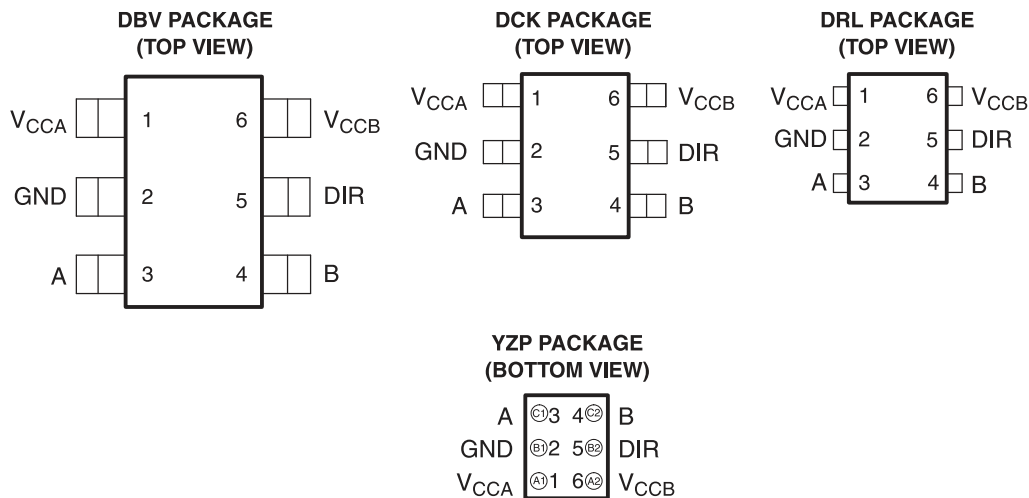 DBV PACKAGE
(TOP VIEW)
VCCA 1 6 VCCB
GND 2 5 DIR
A 3 4 B
DCK PACKAGE
(TOP VIEW)
VCCA 1 6 VCCB
GND 2 5 DIR
A 3 4 B
DRL PACKAGE
(TOP VIEW)
VCCA 1 6 VCCB
GND 2 5 DIR
A 3 4 B
YZP PACKAGE
(BOTTOM VIEW)
A C1 3 4 C2 B
GND B1 2 5 B2 DIR
VCCA A1 1 6 A2 VCCB